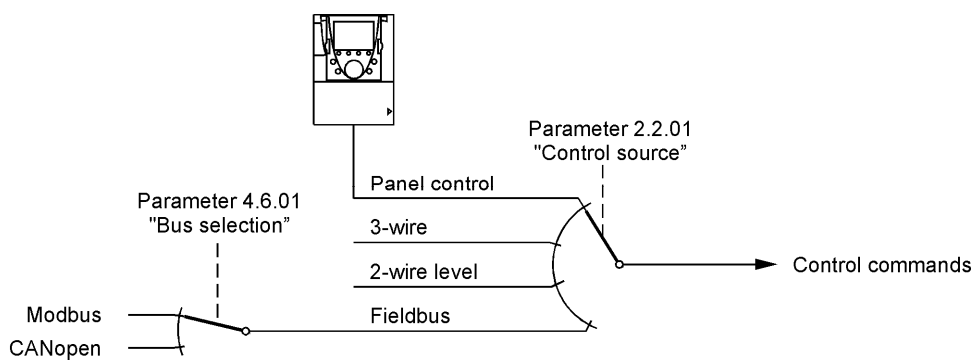 Parameter 2.2.01
"Control source”
Panel control
Parameter 4.6.01
"Bus selection”
3-wire
2-wire level
Control commands
Modbus
Fieldbus
CANopen